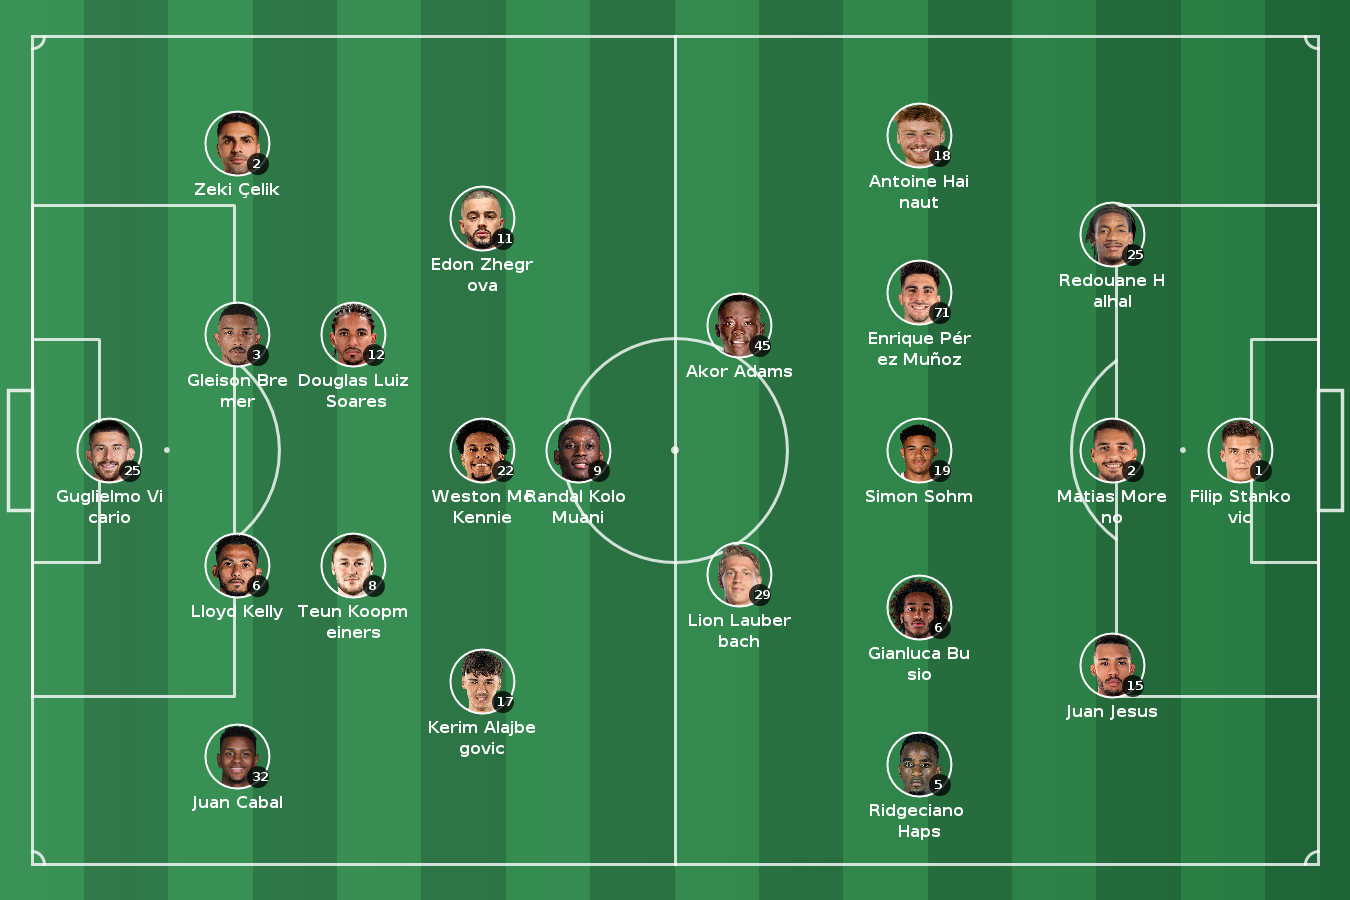 2
Zeki Çelik
11
Edon Zhegr
ova
3
Gleison Bre
mer
12
Douglas Luiz
Soares
25
Guglielmo Vi
cario
22
Weston Mc
Kennie
9
Randal Kolo
Muani
6
Lloyd Kelly
8
Teun Koopm
einers
17
Kerim Alajbe
govic
32
Juan Cabal
18
Antoine Hai
naut
25
Redouane H
alhal
71
Enrique Pér
ez Muñoz
45
Akor Adams
19
Simon Sohm
2
Matias More
no
1
Filip Stanko
vic
29
Lion Lauber
bach
6
Gianluca Bu
sio
15
Juan Jesus
5
Ridgeciano
Haps